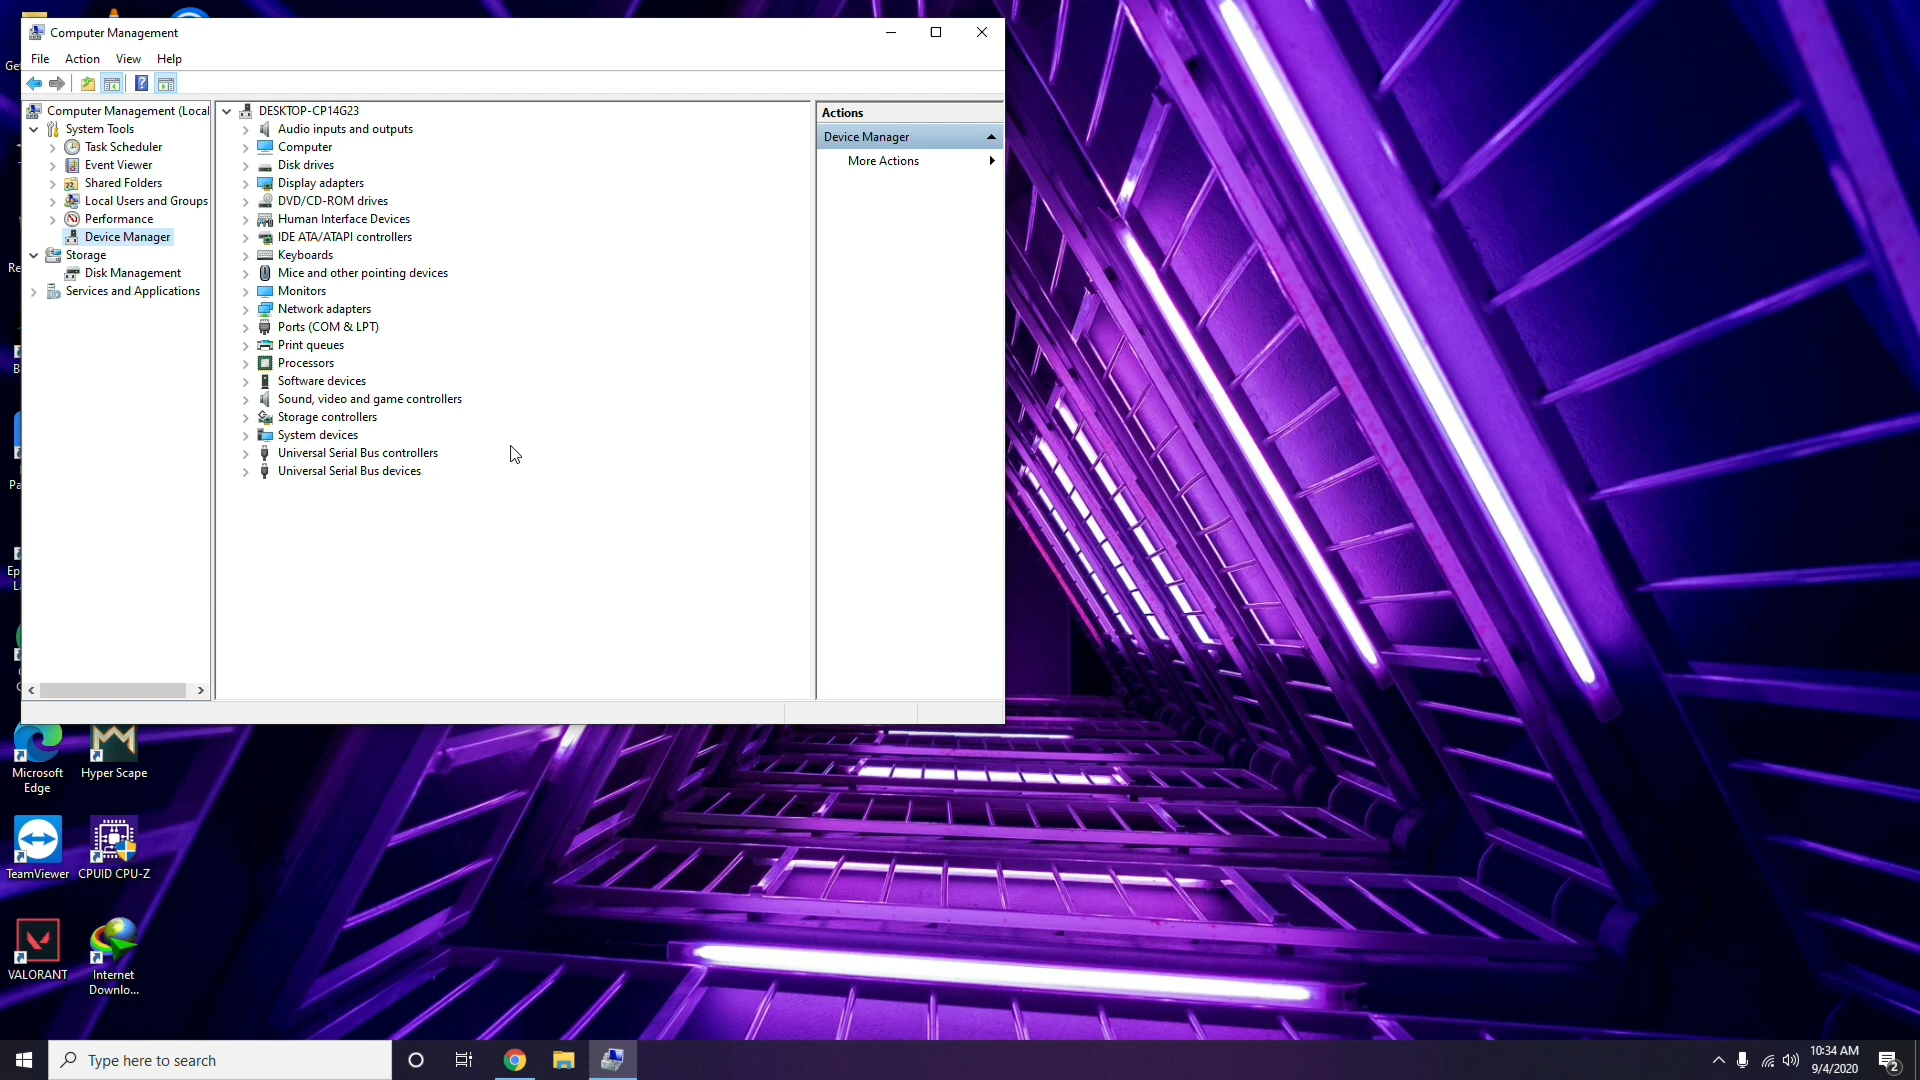 Computer Management
File Action View Help
Computer Management (Local
System Tools
Task Scheduler
Event Viewer
Shared Folders
Local Users and Groups
Performance
Device Manager
Storage
Disk Management
Services and Applications
DESKTOP-CP14G23
Audio inputs and outputs
Computer
Disk drives
Display adapters
DVD/CD-ROM drives
Human Interface Devices
IDE ATA/ATAPI controllers
Keyboards
Mice and other pointing devices
Monitors
Network adapters
Ports (COM & LPT)
Print queues
Processors
Software devices
Sound, video and game controllers
Storage controllers
System devices
Universal Serial Bus controllers
Universal Serial Bus devices
Actions
Device Manager
More Actions
Ge
Re
B
Pa
Ep
L
Microsoft
Edge
Hyper Scape
TeamViewer
CPUID CPU-Z
VALORANT
Internet
Downlo...
Type here to search
10:34 AM
9/4/2020
2